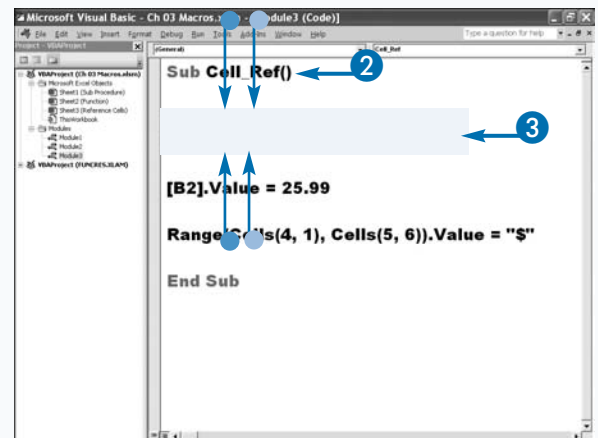 Microsoft Visual Basic - Ch 03 Macros. - Module3 (Code)]
File Edit View Insert Format Debug Run Tools Add-Ins Window Help
Type a question for help
Project - VBAProject
(General)
Cell_Ref
VBAProject (Ch 03 Macros.xlsm)
Microsoft Excel Objects
Sheet1 (Sub Procedure)
Sheet2 (Function)
Sheet3 (Reference Cells)
ThisWorkbook
Modules
Module1
Module2
Module3
VBAProject (FUNCRES.XLAM)
Sub Cell_Ref()
2
3
[B2].Value = 25.99
Range(Cells(4, 1), Cells(5, 6)).Value = "$"
End Sub